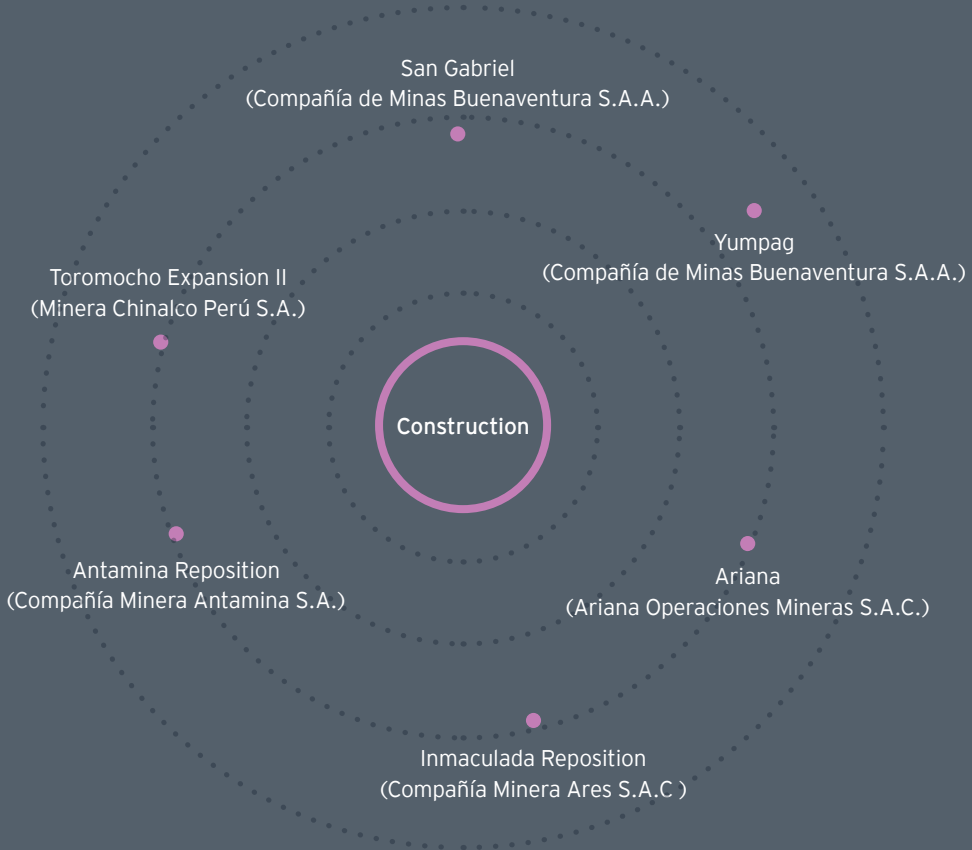 San Gabriel
(Compañía de Minas Buenaventura S.A.A.)
Yumpag
(Compañía de Minas Buenaventura S.A.A.)
Toromocho Expansion II
(Minera Chinalco Perú S.A.)
Construction
Antamina Reposition
(Compañía Minera Antamina S.A.)
Ariana
(Ariana Operaciones Mineras S.A.C.)
Inmaculada Reposition
(Compañía Minera Ares S.A.C )